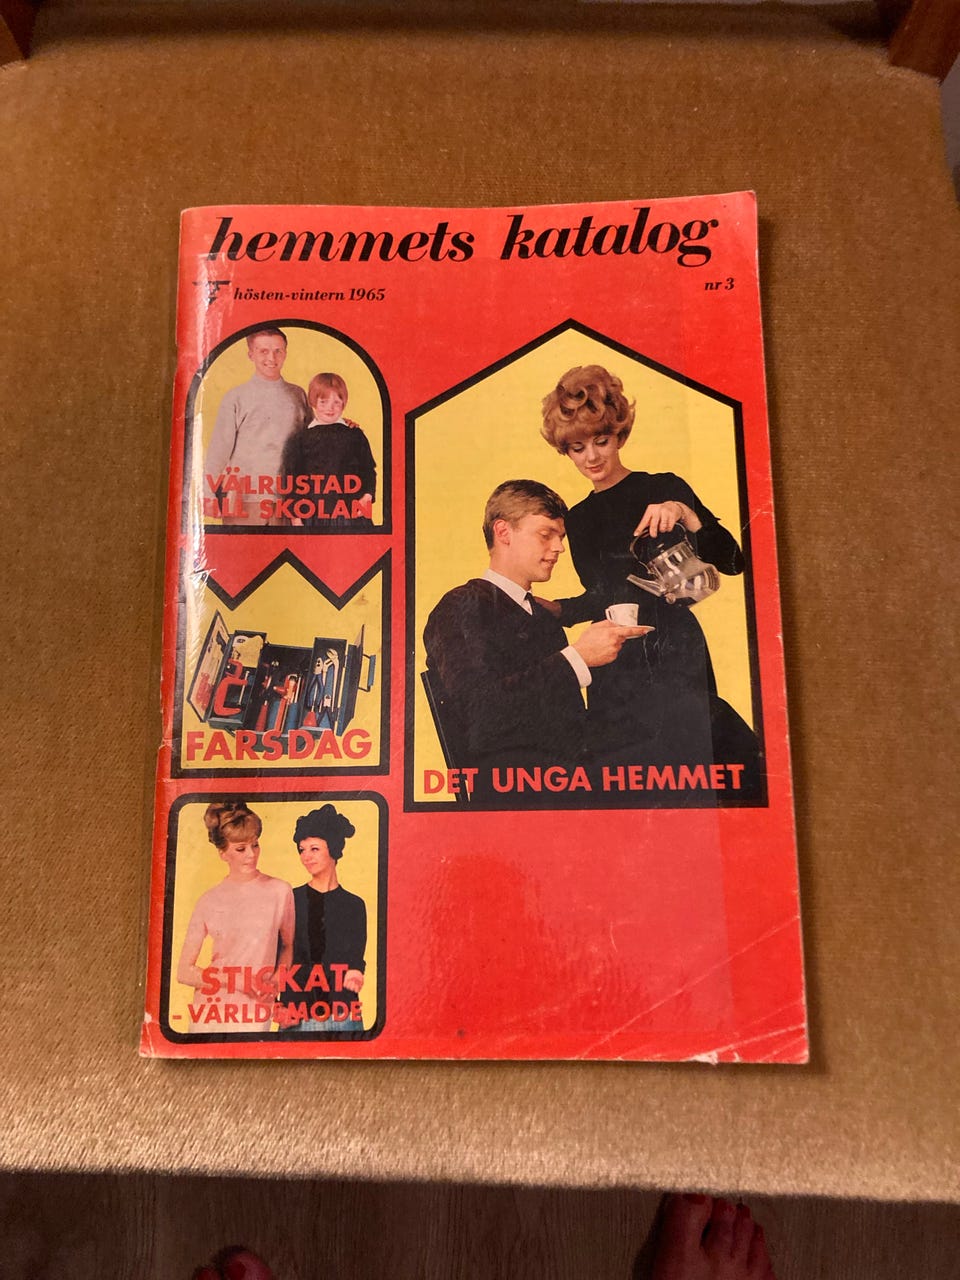 hemmets katalog
hösten-vintern 1965
nr 3
VÄLRUSTAD
TILL SKOLAN
FARSDAG
DET UNGA HEMMET
STICKAT
- VÄRLDSMODE